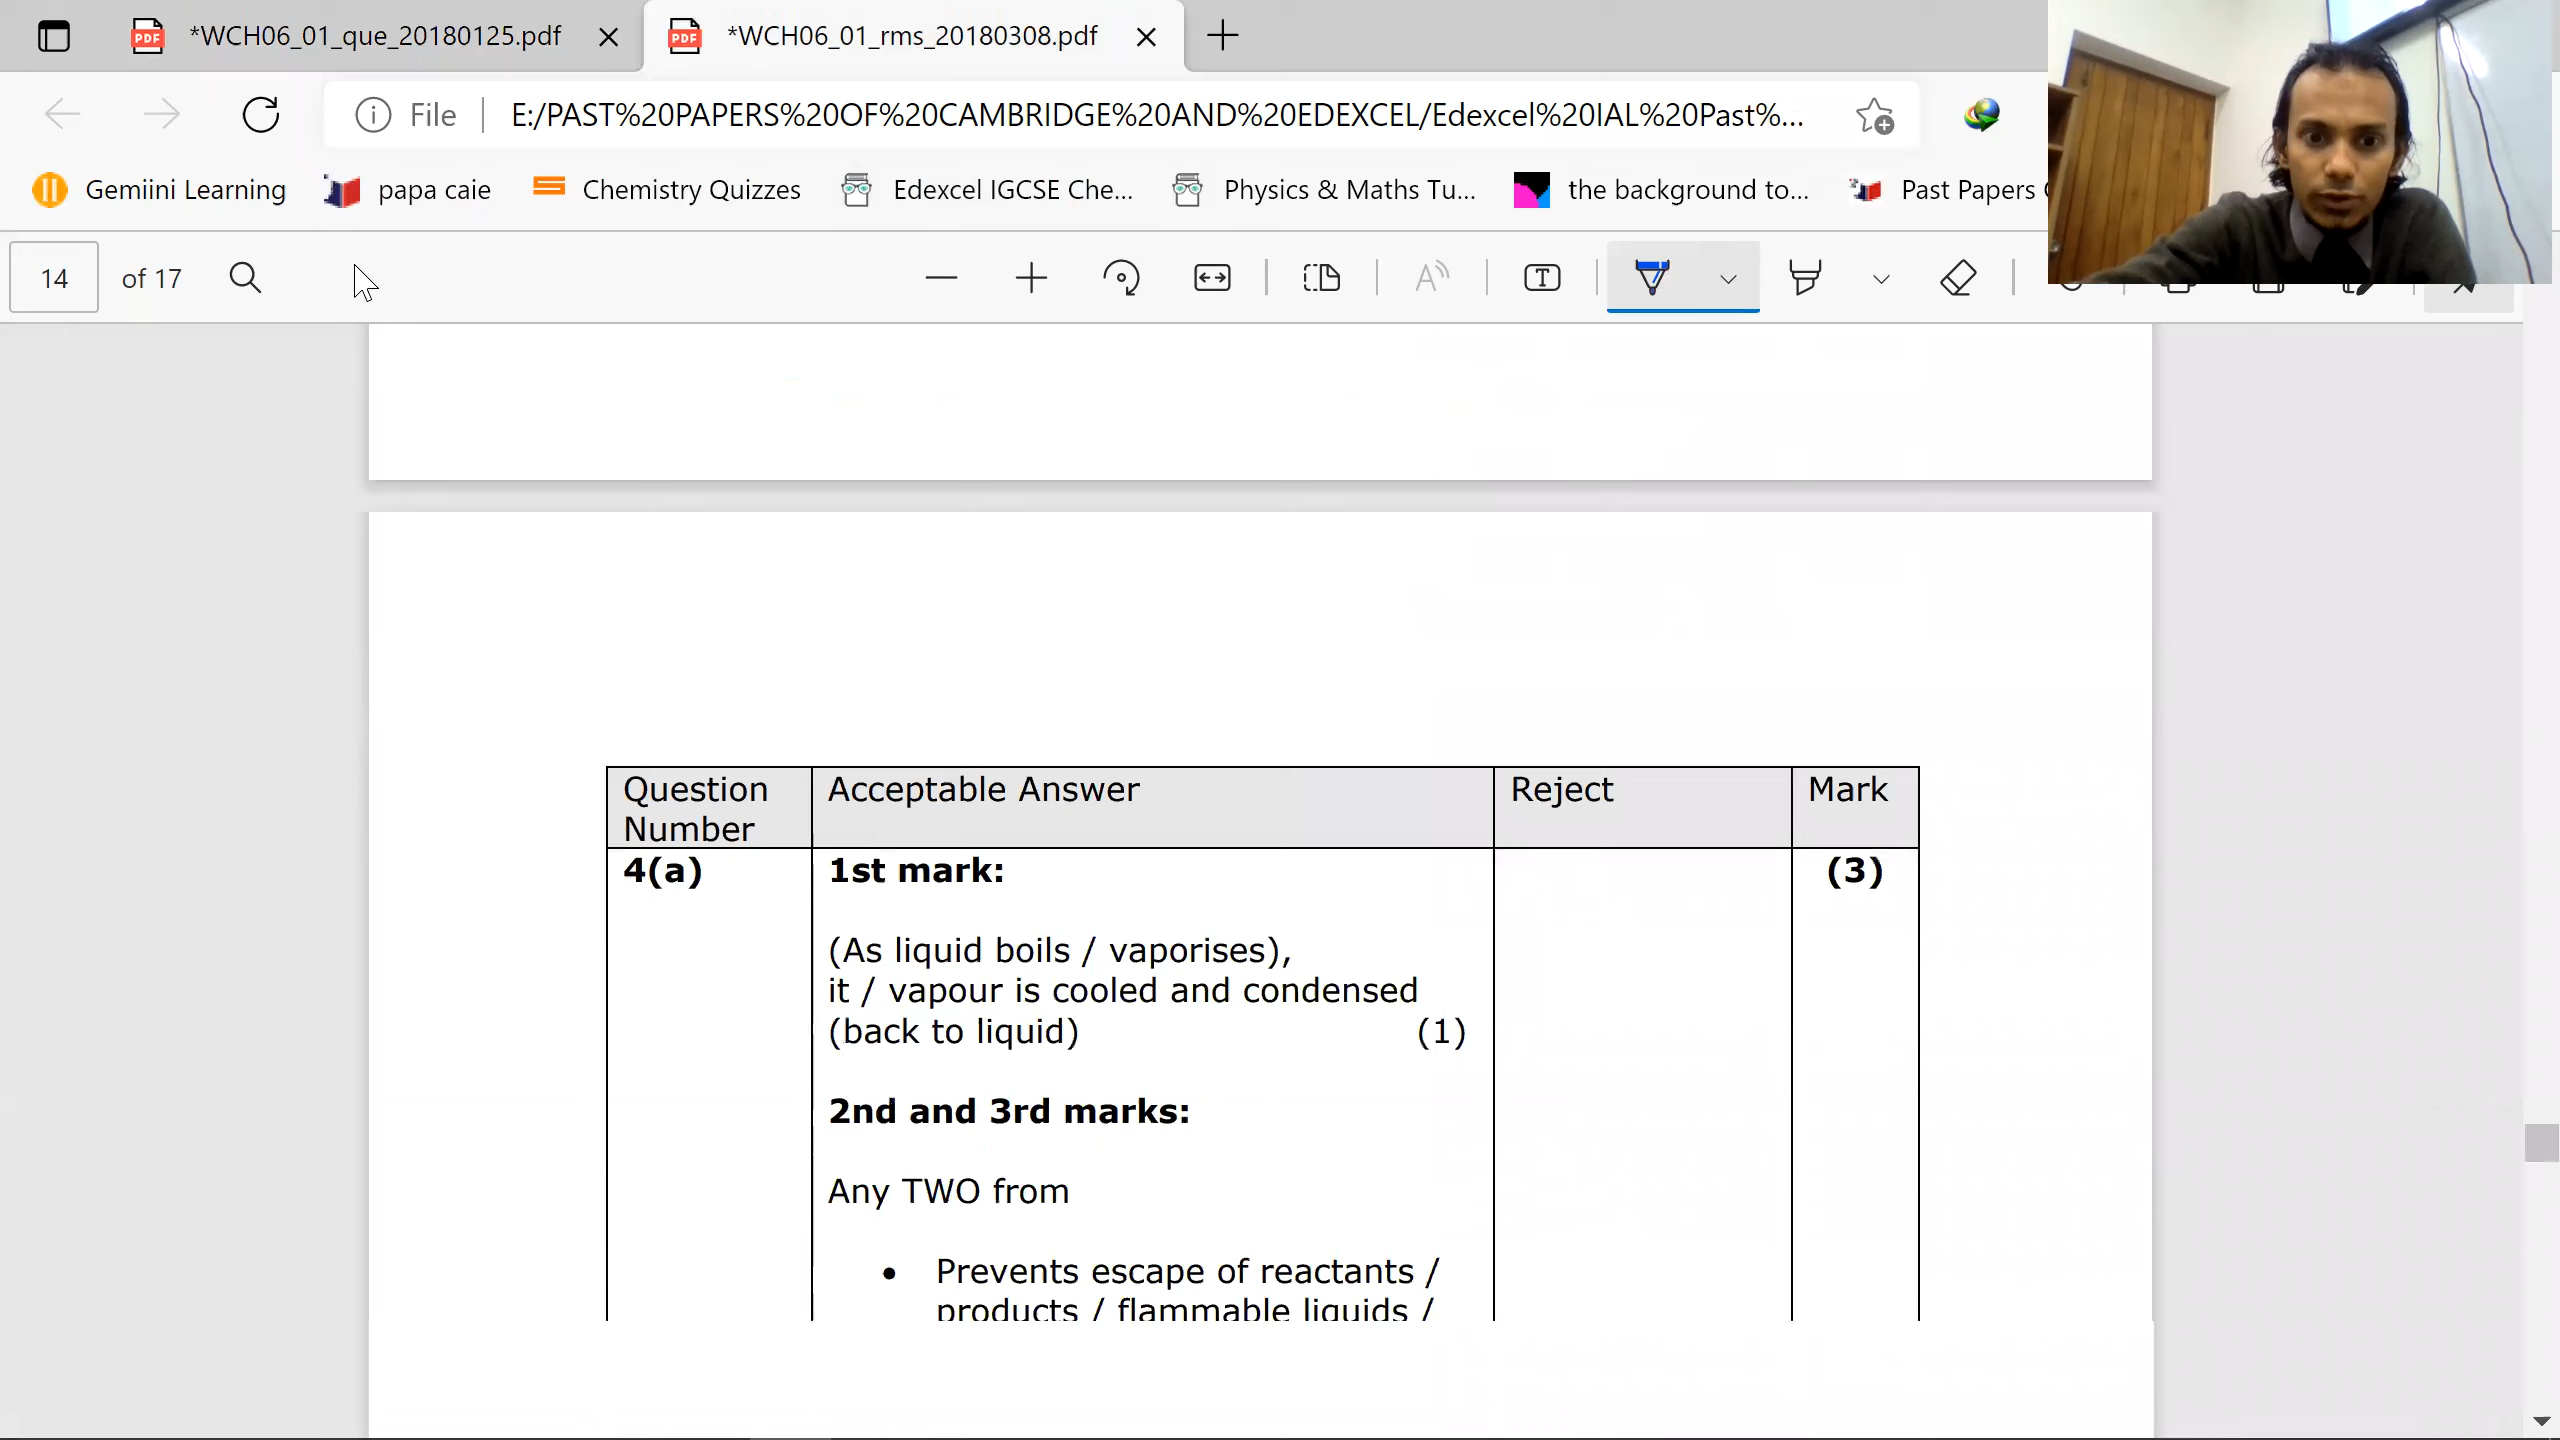 *WCH06_01_que_20180125.pdf
*WCH06_01_rms_20180308.pdf
File
E:/PAST%20PAPERS%20OF%20CAMBRIDGE%20AND%20EDEXCEL/Edexcel%20IAL%20Past%...
Gemiini Learning
papa caie
Chemistry Quizzes
Edexcel IGCSE Che...
Physics & Maths Tu...
the background to...
Past Papers
14 of 17
Question Number
Acceptable Answer
Reject
Mark
4(a)
1st mark:
(3)
(As liquid boils / vaporises),
it / vapour is cooled and condensed
(back to liquid) (1)
2nd and 3rd marks:
Any TWO from
• Prevents escape of reactants /
products / flammable liquids /